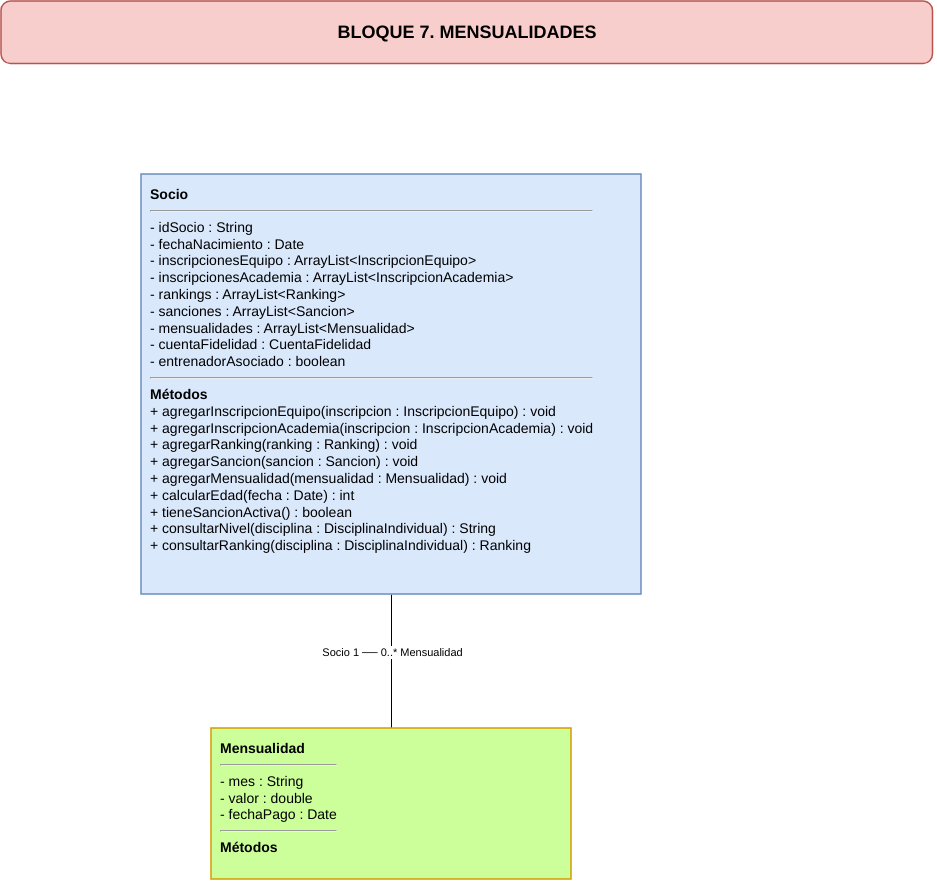 BLOQUE 7. MENSUALIDADES
Socio
- idSocio : String
- fechaNacimiento : Date
- inscripcionesEquipo : ArrayList<InscripcionEquipo>
- inscripcionesAcademia : ArrayList<InscripcionAcademia>
- rankings : ArrayList<Ranking>
- sanciones : ArrayList<Sancion>
- mensualidades : ArrayList<Mensualidad>
- cuentaFidelidad : CuentaFidelidad
- entrenadorAsociado : boolean
Métodos
+ agregarInscripcionEquipo(inscripcion : InscripcionEquipo) : void
+ agregarInscripcionAcademia(inscripcion : InscripcionAcademia) : void
+ agregarRanking(ranking : Ranking) : void
+ agregarSancion(sancion : Sancion) : void
+ agregarMensualidad(mensualidad : Mensualidad) : void
+ calcularEdad(fecha : Date) : int
+ tieneSancionActiva() : boolean
+ consultarNivel(disciplina : DisciplinaIndividual) : String
+ consultarRanking(disciplina : DisciplinaIndividual) : Ranking
Socio 1 ── 0..* Mensualidad
Mensualidad
- mes : String
- valor : double
- fechaPago : Date
Métodos